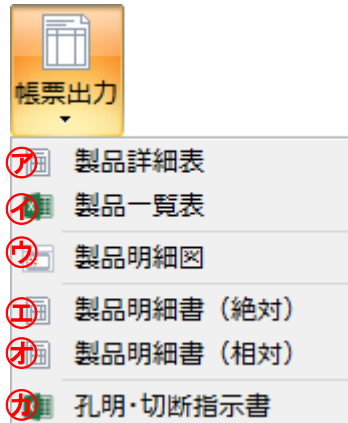 帳票出力
㋐ 製品詳細表
㋑ 製品一覧表
㋒ 製品明細図
㋓ 製品明細書（絶対）
㋔ 製品明細書（相対）
㋕ 孔明・切断指示書